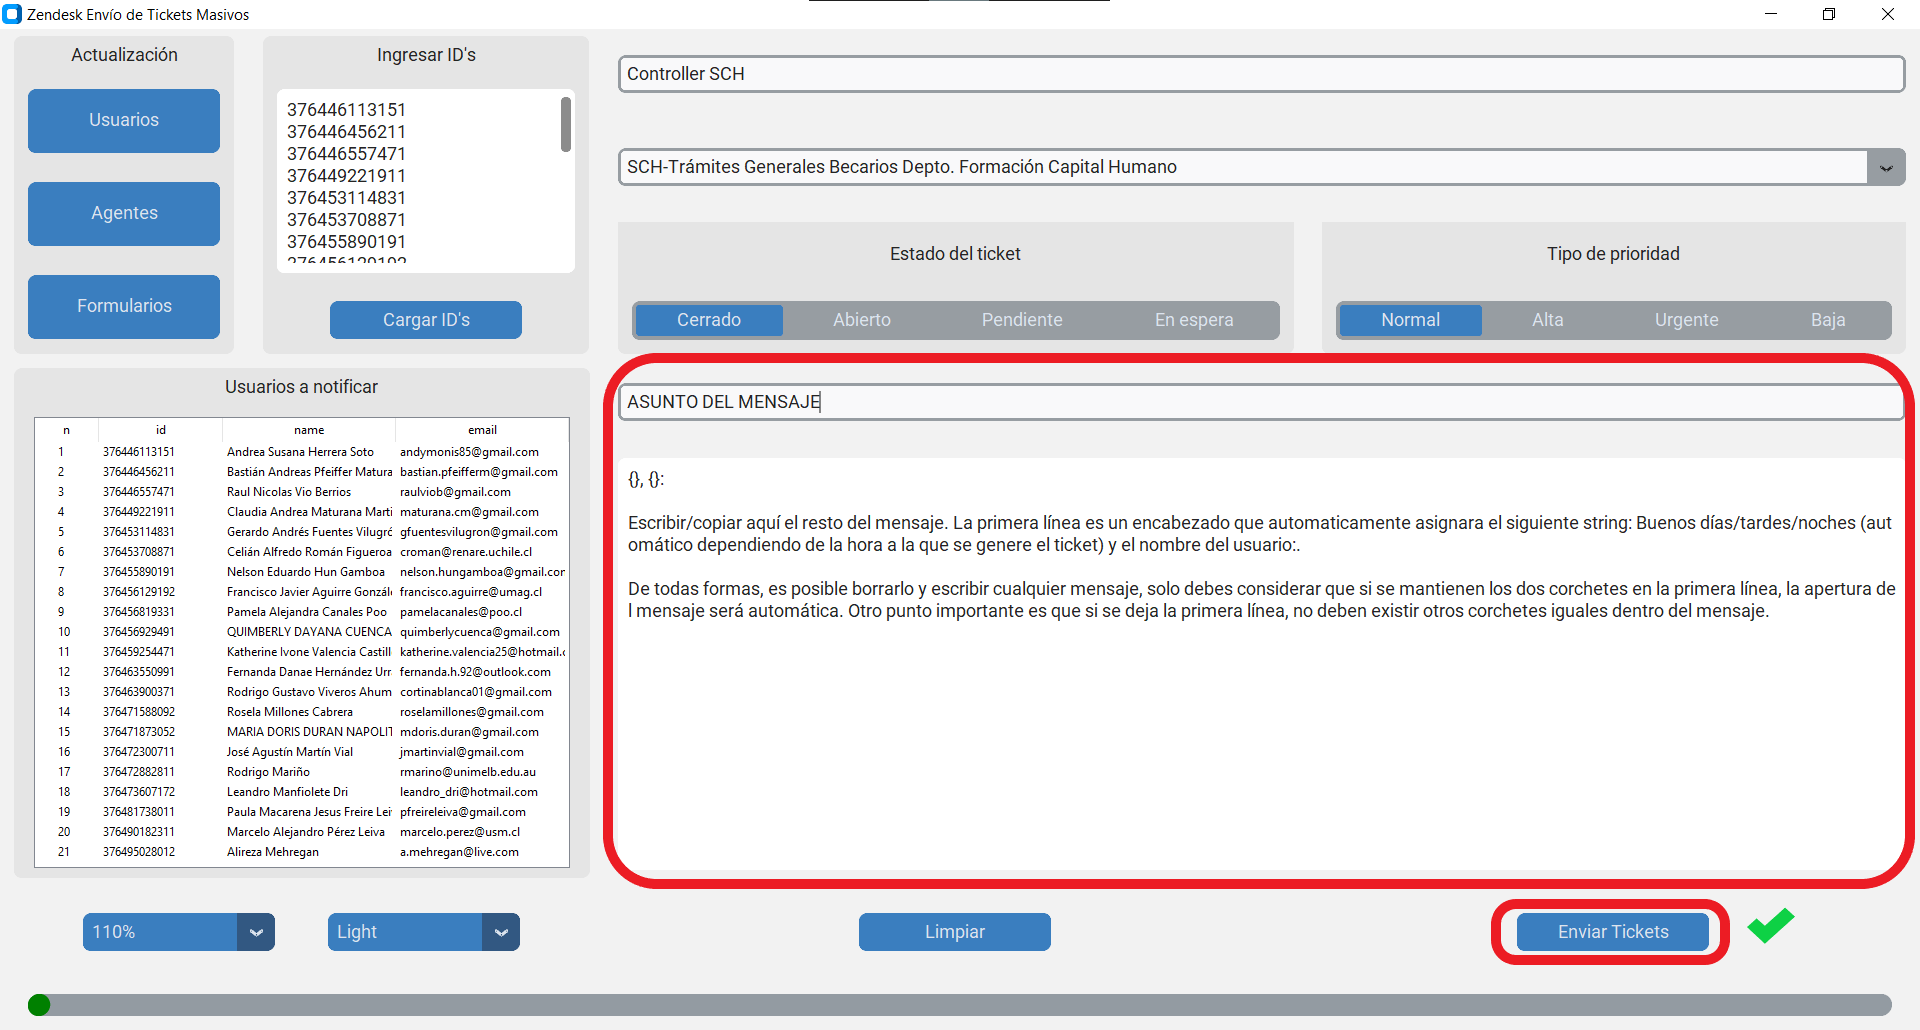 Zendesk Envío de Tickets Masivos
Actualización
Usuarios
Agentes
Formularios
Ingresar ID's
376446113151
376446456211
376446557471
376449221911
376453114831
376453708871
376455890191
376456129192
Cargar ID's
Controller SCH
SCH-Trámites Generales Becarios Depto. Formación Capital Humano
Estado del ticket
Cerrado Abierto Pendiente En espera
Tipo de prioridad
Normal Alta Urgente Baja
Usuarios a notificar
n id name email
1 376446113151 Andrea Susana Herrera Soto andymonis85@gmail.com
2 376446456211 Bastián Andreas Pfeiffer Matura bastian.pfeifferm@gmail.com
3 376446557471 Raul Nicolas Vio Berrios raulviob@gmail.com
4 376449221911 Claudia Andrea Maturana Marti maturana.cm@gmail.com
5 376453114831 Gerardo Andrés Fuentes Vilugró gfuentesvilugron@gmail.com
6 376453708871 Celián Alfredo Román Figueroa croman@renare.uchile.cl
7 376455890191 Nelson Eduardo Hun Gamboa nelson.hungamboa@gmail.con
8 376456129192 Francisco Javier Aguirre Gonzále francisco.aguirre@umag.cl
9 376456819331 Pamela Alejandra Canales Poo pamelacanales@poo.cl
10 376456929491 QUIMBERLY DAYANA CUENCA quimberlycuenca@gmail.com
11 376459254471 Katherine Ivone Valencia Castill katherine.valencia25@hotmail.c
12 376463550991 Fernanda Danae Hernández Urr fernanda.h.92@outlook.com
13 376463900371 Rodrigo Gustavo Viveros Ahum cortinablanca01@gmail.com
14 376471588092 Rosela Millones Cabrera roselamillones@gmail.com
15 376471873052 MARIA DORIS DURAN NAPOLIT mdoris.duran@gmail.com
16 376472300711 José Agustín Martín Vial jmartinvial@gmail.com
17 376472882811 Rodrigo Mariño rmarino@unimelb.edu.au
18 376473607172 Leandro Manfiolete Dri leandro_dri@hotmail.com
19 376481738011 Paula Macarena Jesus Freire Lei pfreireleiva@gmail.com
20 376490182311 Marcelo Alejandro Pérez Leiva marcelo.perez@usm.cl
21 376495028012 Alireza Mehregan a.mehregan@live.com
ASUNTO DEL MENSAJE
{}, {}:
Escribir/copiar aquí el resto del mensaje. La primera línea es un encabezado que automaticamente asignara el siguiente string: Buenos días/tardes/noches (aut
omático dependiendo de la hora a la que se genere el ticket) y el nombre del usuario:.
De todas formas, es posible borrarlo y escribir cualquier mensaje, solo debes considerar que si se mantienen los dos corchetes en la primera línea, la apertura de
l mensaje será automática. Otro punto importante es que si se deja la primera línea, no deben existir otros corchetes iguales dentro del mensaje.
110%
Light
Limpiar
Enviar Tickets